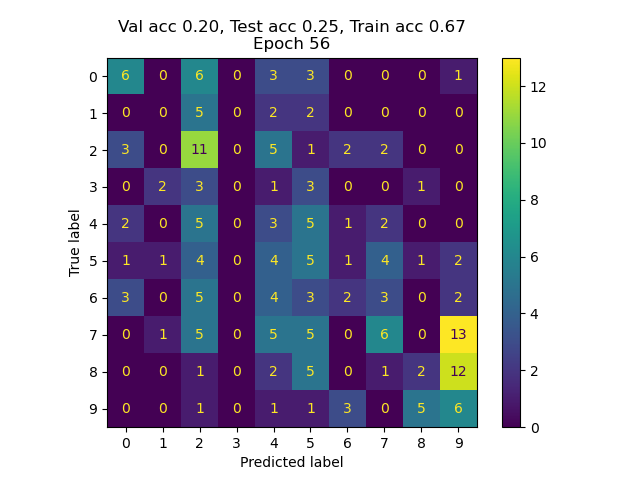 Val acc 0.20, Test acc 0.25, Train acc 0.67
Epoch 56
0 6 0 6 0 3 3 0 0 0 1
1 0 0 5 0 2 2 0 0 0 0
2 3 0 11 0 5 1 2 2 0 0
3 0 2 3 0 1 3 0 0 1 0
4 2 0 5 0 3 5 1 2 0 0
5 1 1 4 0 4 5 1 4 1 2
6 3 0 5 0 4 3 2 3 0 2
7 0 1 5 0 5 5 0 6 0 13
8 0 0 1 0 2 5 0 1 2 12
9 0 0 1 0 1 1 3 0 5 6
0 1 2 3 4 5 6 7 8 9
True label
Predicted label
12
10
8
6
4
2
0